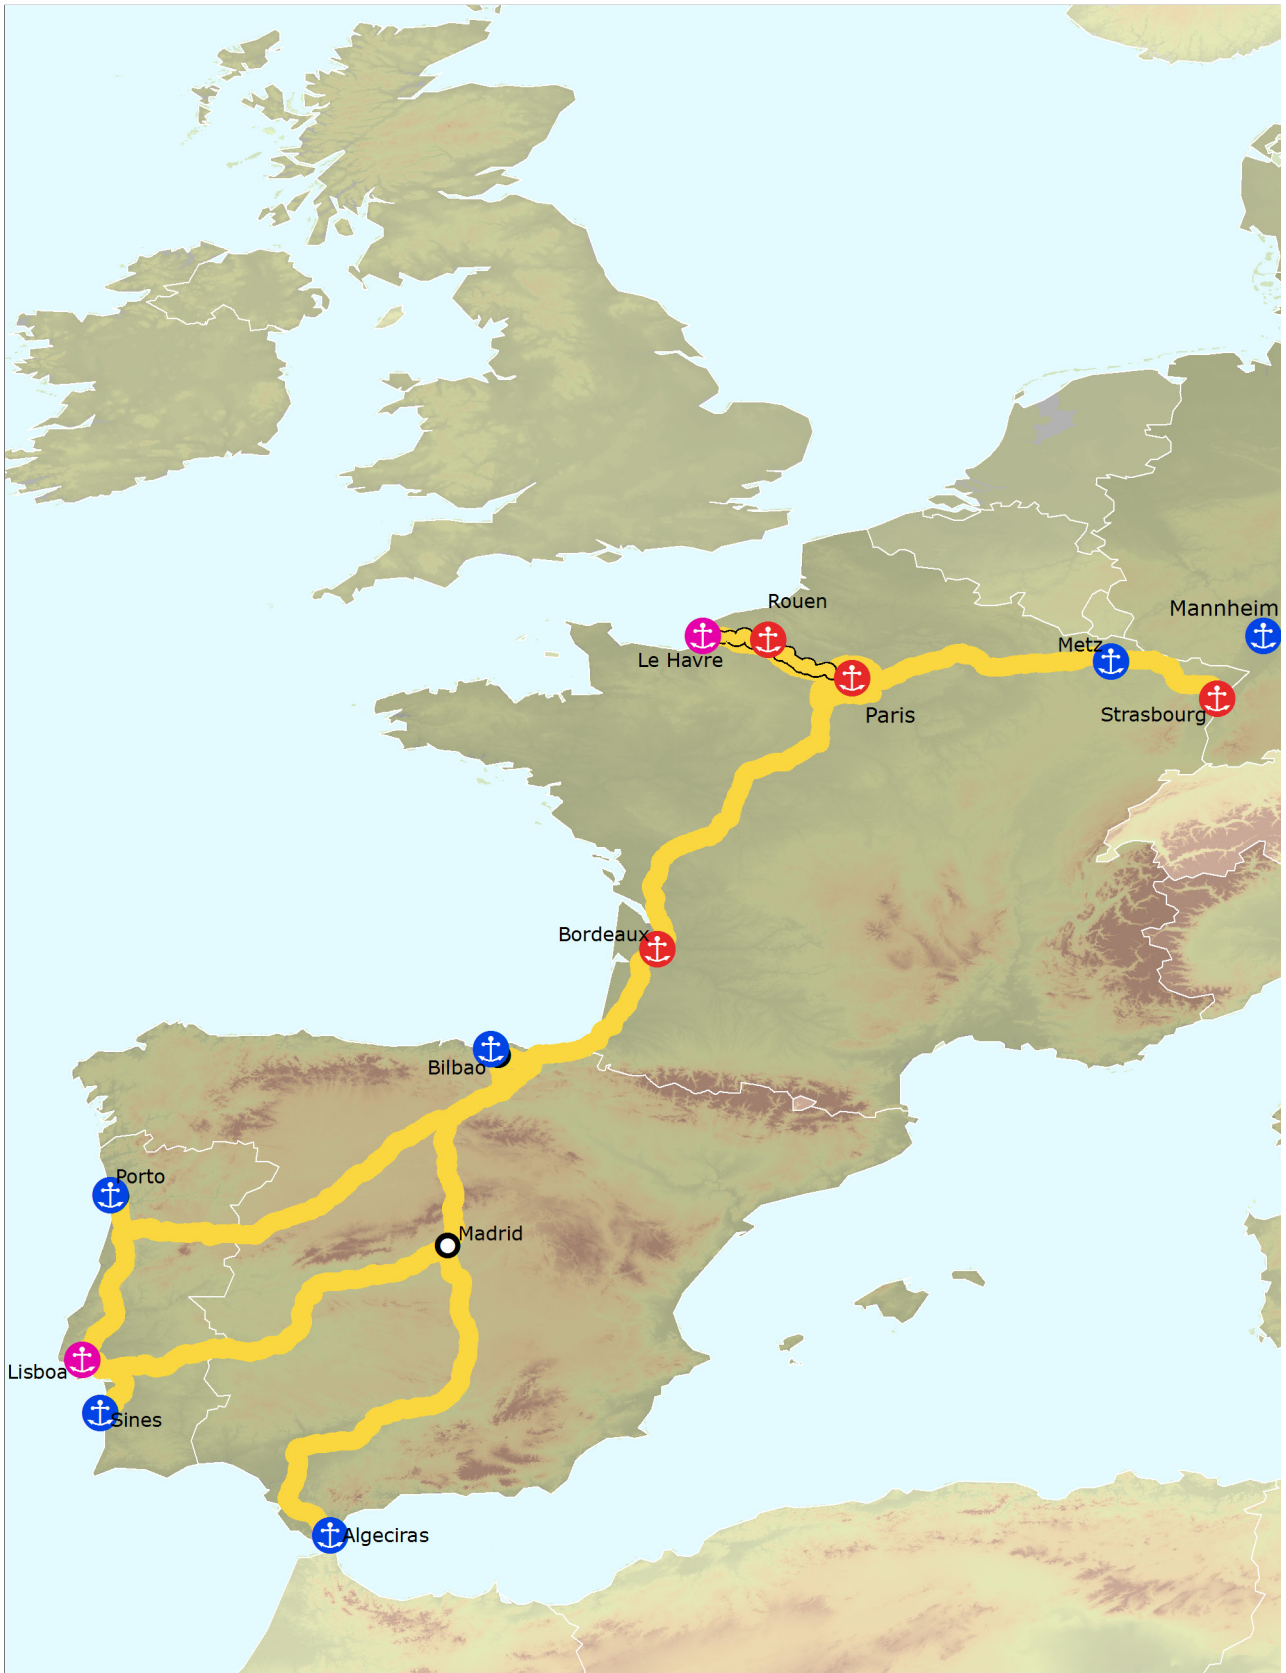 Rouen
Mannheim
Metz
Le Havre
Paris
Strasbourg
Bordeaux
Bilbao
Porto
Madrid
Lisboa
Sines
Algeciras